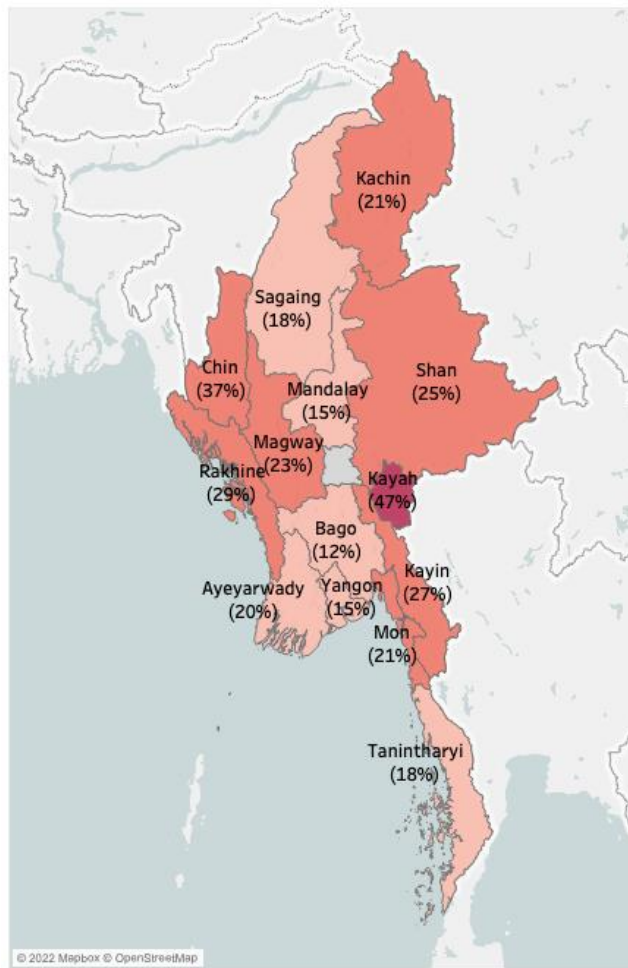 Kachin
(21%)
Sagaing
(18%)
Chin
(37%)
Shan
(25%)
Mandalay
(15%)
Magway
(23%)
Rakhine
(29%)
Kayah
(47%)
Bago
(12%)
Kayin
(27%)
Ayeyarwady
(20%)
Yangon
(15%)
Mon
(21%)
Tanintharyi
(18%)
© 2022 Mapbox © OpenStreetMap